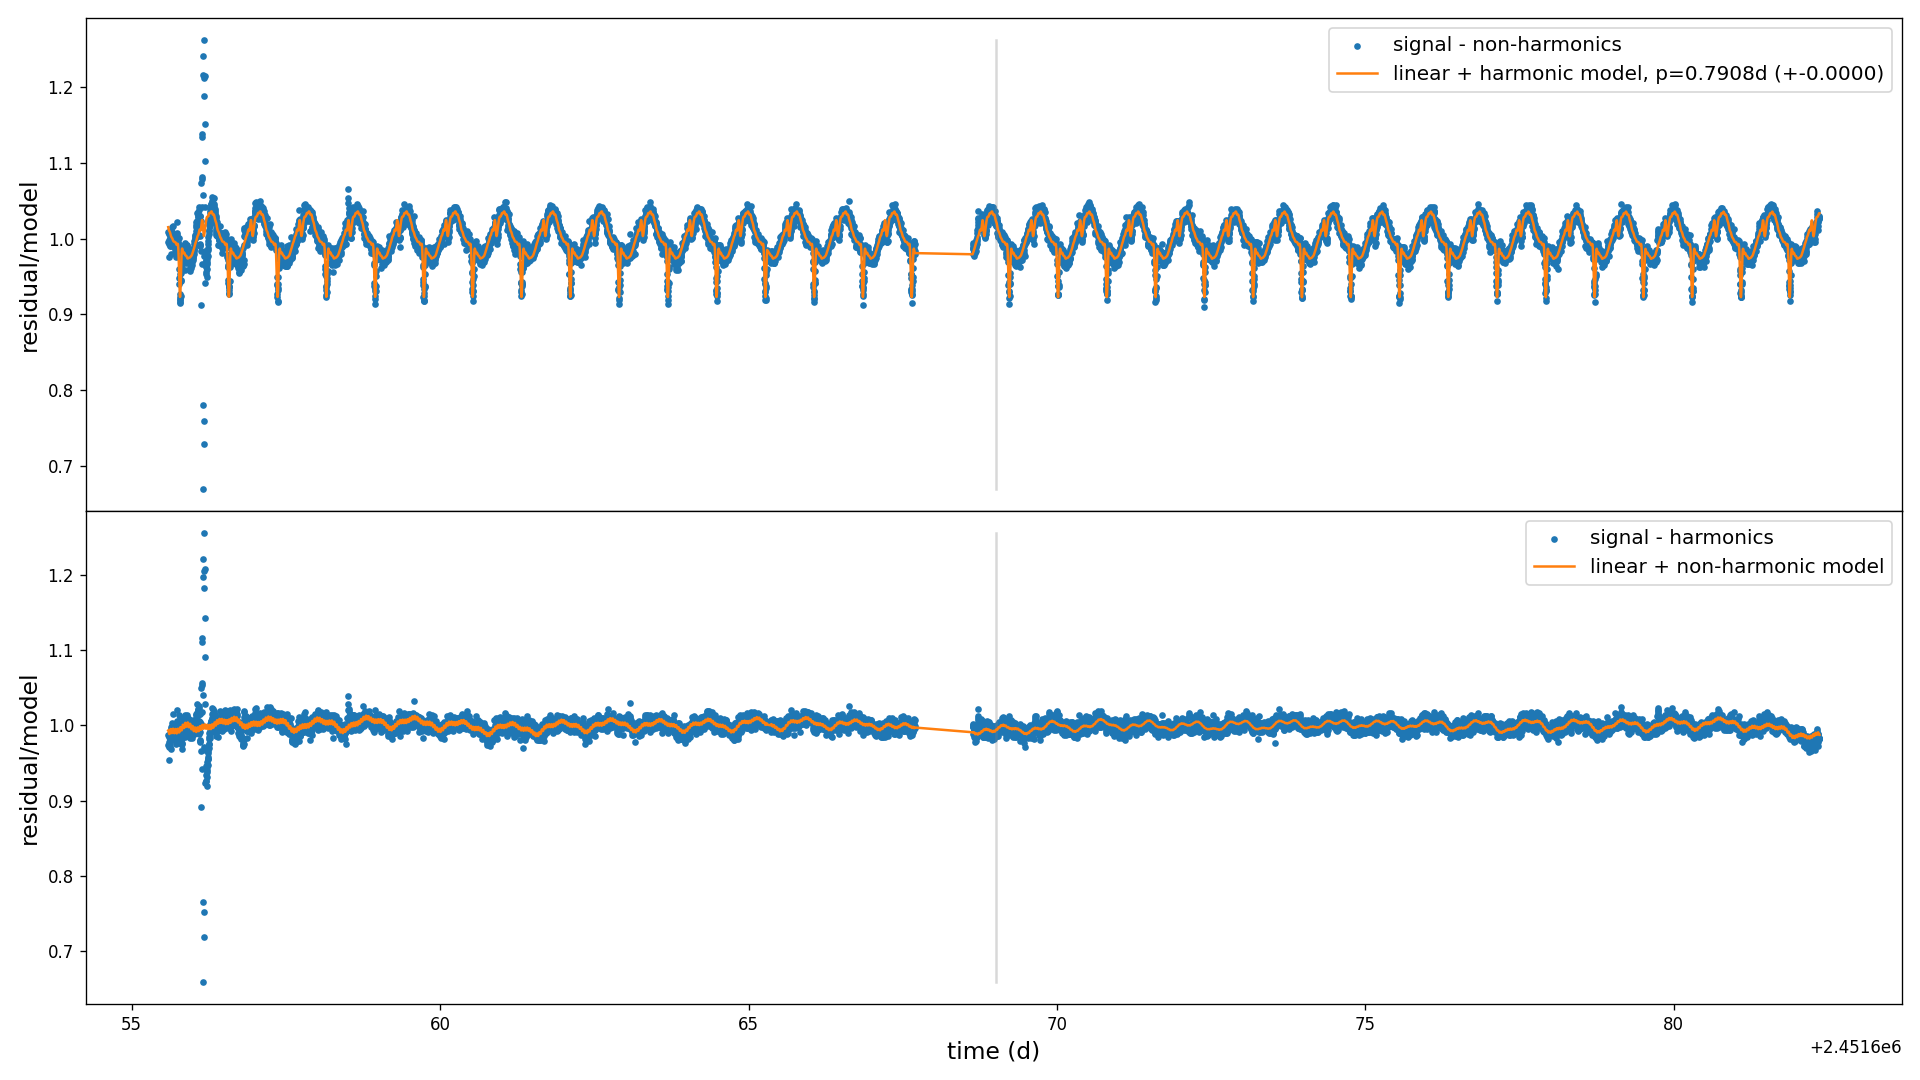 signal - non-harmonics
linear + harmonic model, p=0.7908d (+-0.0000)
residual/model
1.2
1.1
1.0
0.9
0.8
0.7
signal - harmonics
linear + non-harmonic model
residual/model
1.2
1.1
1.0
0.9
0.8
0.7
55 60 65 70 75 80
time (d)
+2.4516e6